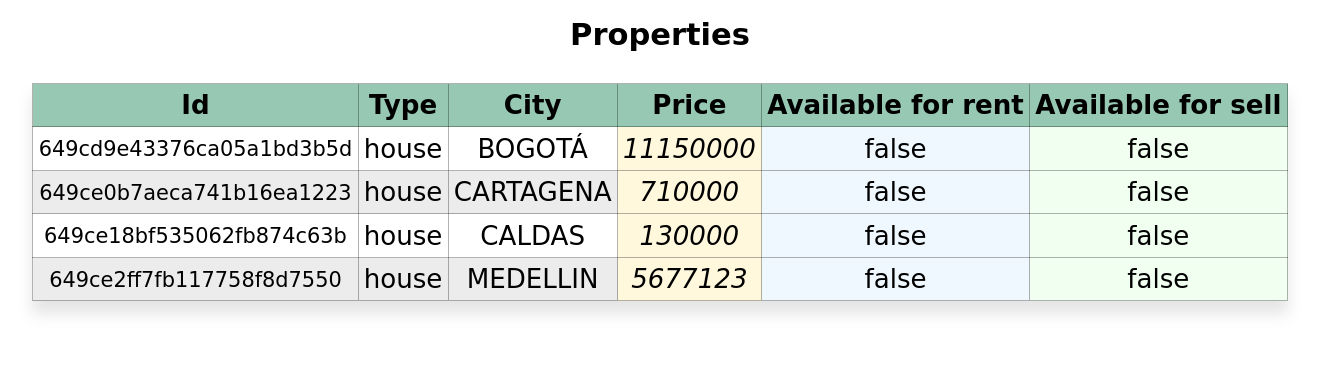 Properties
Id Type City Price Available for rent Available for sell
649cd9e43376ca05a1bd3b5d house BOGOTÁ 11150000 false false
649ce0b7aeca741b16ea1223 house CARTAGENA 710000 false false
649ce18bf535062fb874c63b house CALDAS 130000 false false
649ce2ff7fb117758f8d7550 house MEDELLIN 5677123 false false